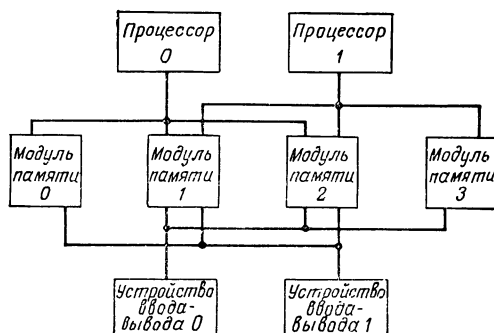 Процессор
0
Процессор
1
Модуль
памяти
0
Модуль
памяти
1
Модуль
памяти
2
Модуль
памяти
3
Устройство
ввода-
вывода 0
Устройство
ввода-
вывода 1